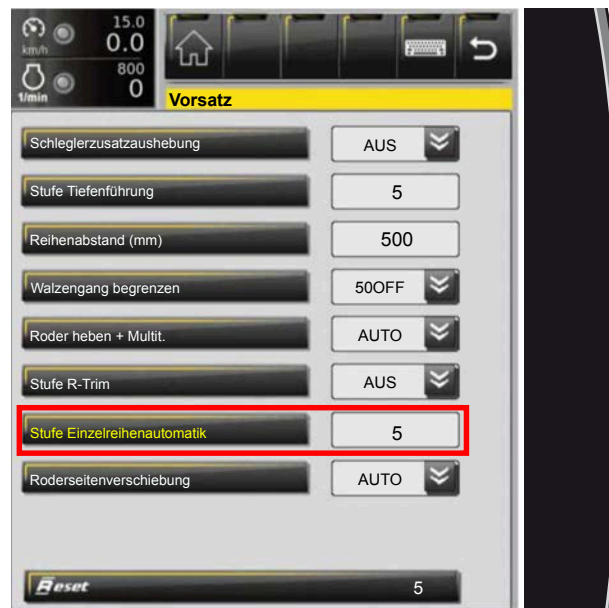 15.0
km/h 0.0
800
1/min 0
Vorsatz
Schleglerzusatzaushebung AUS
Stufe Tiefenführung 5
Reihenabstand (mm) 500
Walzengang begrenzen 50OFF
Roder heben + Multit. AUTO
Stufe R-Trim AUS
Stufe Einzelreihenautomatik 5
Roderseitenverschiebung AUTO
Reset 5